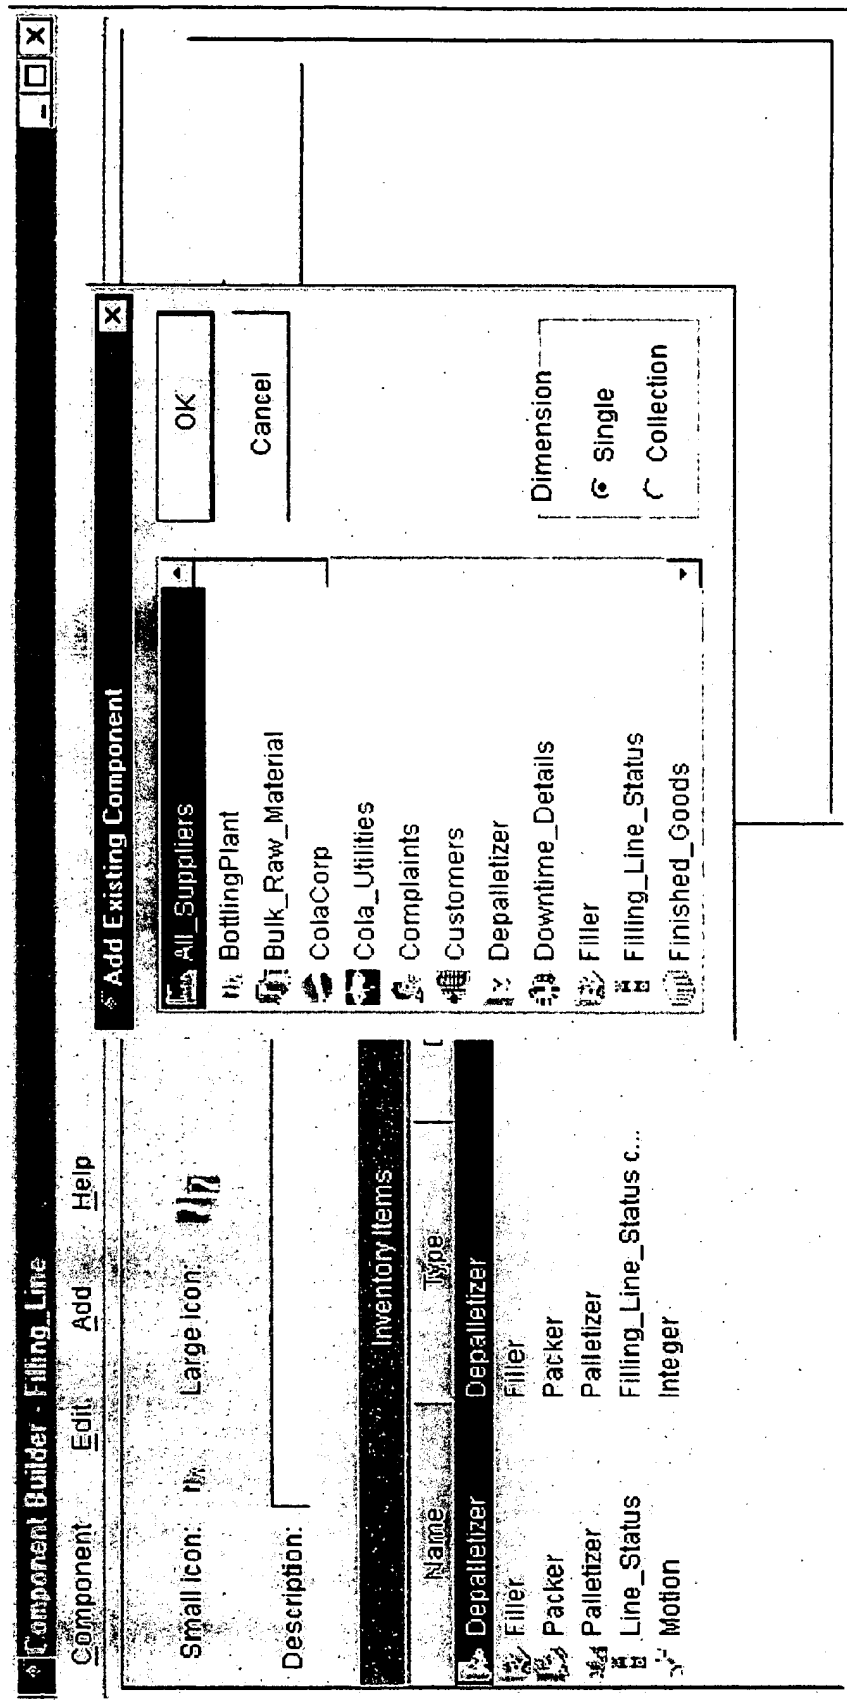 Component Builder - Filling_Line
Component Edit Add Help
Small icon: Large icon:
Description:
Inventory Items
Name Type
Depalletizer Depalletizer
Filler Filler
Packer Packer
Palletizer Palletizer
Line_Status Filling_Line_Status c...
Motion Integer
Add Existing Component
All_Suppliers
BottlingPlant
Bulk_Raw_Material
ColaCorp
Cola_Utilities
Complaints
Customers
Depalletizer
Downtime_Details
Filler
Filling_Line_Status
Finished_Goods
OK
Cancel
Dimension
Single
Collection